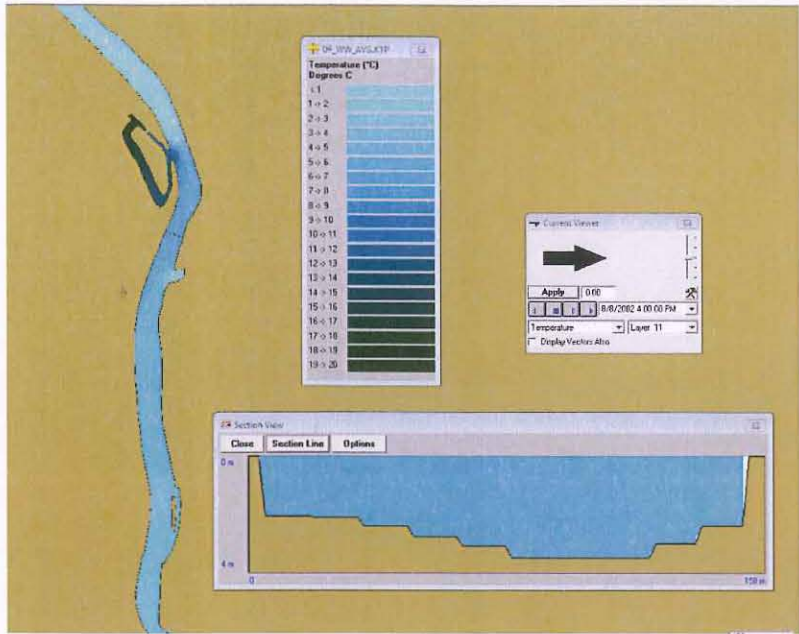 Temperature (°C)
Degrees C
1
1 -> 2
2 -> 3
3 -> 4
4 -> 5
5 -> 6
6 -> 7
7 -> 8
8 -> 9
9 -> 10
10 -> 11
11 -> 12
12 -> 13
13 -> 14
14 -> 15
15 -> 16
16 -> 17
17 -> 18
18 -> 19
19 -> 20
Current Viewer
Apply 0.00
8/8/2002 4:00:00 PM
Temperature Layer 11
Display Vectors Also
Section View
Close Section Line Options
0 m
4 m
0 150 m